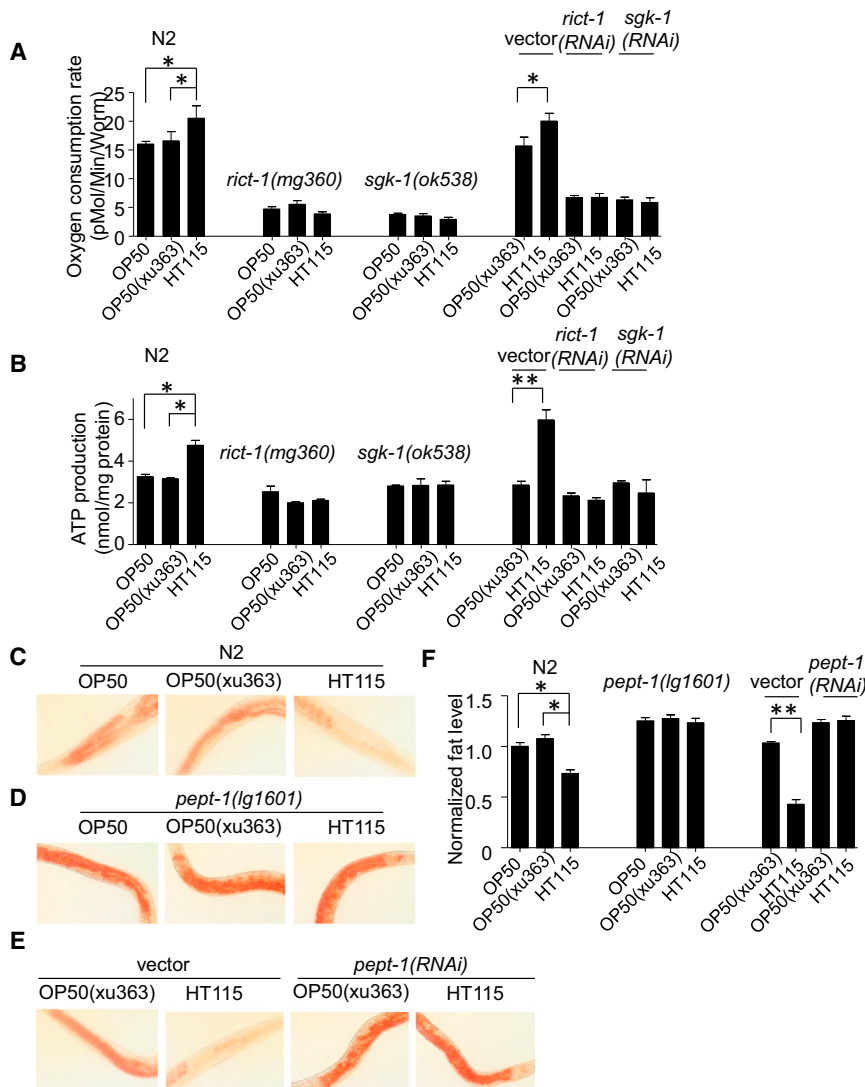 A
N2
vector
rict-1
(RNAi)
sgk-1
(RNAi)
*
*
*
Oxygen consumption rate
(pMol/Min/Worm)
25
20
15
10
5
0
rict-1(mg360)
sgk-1(ok538)
OP50
OP50(xu363)
HT115
OP50
OP50(xu363)
HT115
OP50
OP50(xu363)
HT115
OP50(xu363)
HT115
OP50(xu363)
HT115
OP50(xu363)
HT115
B
N2
vector
rict-1
(RNAi)
sgk-1
(RNAi)
*
*
**
ATP production
(nmol/mg protein)
6
4
2
0
rict-1(mg360)
sgk-1(ok538)
OP50
OP50(xu363)
HT115
OP50
OP50(xu363)
HT115
OP50
OP50(xu363)
HT115
OP50(xu363)
HT115
OP50(xu363)
HT115
OP50(xu363)
HT115
C
N2
OP50 OP50(xu363) HT115
D
pept-1(lg1601)
OP50 OP50(xu363) HT115
E
vector pept-1(RNAi)
OP50(xu363) HT115 OP50(xu363) HT115
F
N2
pept-1(lg1601)
vector
pept-1
(RNAi)
*
*
**
Normalized fat level
1.5
1.0
0.5
0
OP50
OP50(xu363)
HT115
OP50
OP50(xu363)
HT115
OP50(xu363)
HT115
OP50(xu363)
HT115